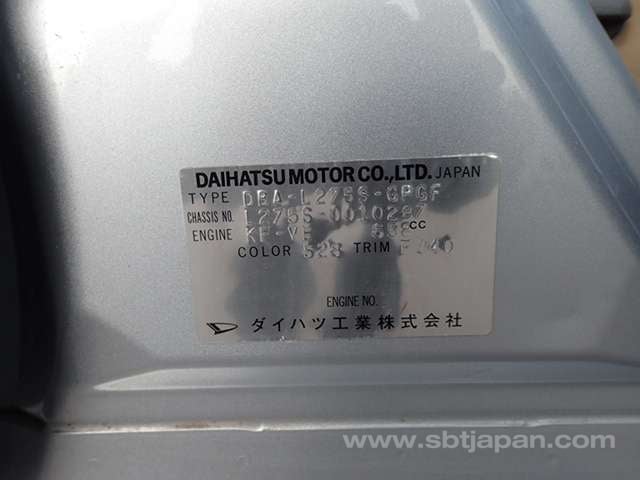 DAIHATSU MOTOR CO.,LTD. JAPAN
TYPE DBA-L275S-GPGF
CHASSIS NO. L275S-0010297
ENGINE KF-VE 658CC
COLOR S28 TRIM FJ40
ENGINE NO.
ダイハツ工業株式会社
www.sbtjapan.com